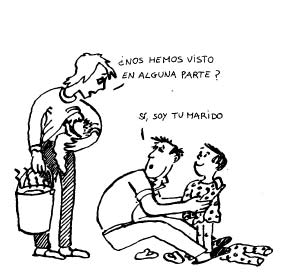 ¿NOS HEMOS VISTO
EN ALGUNA PARTE?
SÍ, SOY TU MARIDO